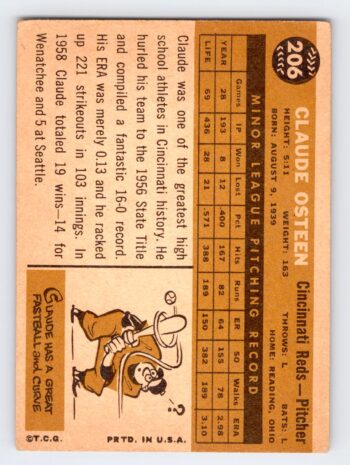 206
CLAUDE OSTEEN
Cincinnati Reds—Pitcher
HEIGHT: 5:11 WEIGHT: 163 THROWS: L BATS: L
BORN: AUGUST 9, 1939 HOME: READING, OHIO
MINOR LEAGUE PITCHING RECORD
Games IP Won Lost Pct Hits Runs ER SO Walks ERA
YEAR 28 193 8 12 .400 167 82 64 155 78 2.98
LIFE 69 436 28 21 .571 388 189 150 382 189 3.10
Claude was one of the greatest high
school athletes in Cincinnati history. He
hurled his team to the 1956 State Title
and compiled a fantastic 16-0 record.
His ERA was merely 0.13 and he racked
up 221 strikeouts in 103 innings. In
1958 Claude totaled 19 wins—14 for
Wenatchee and 5 at Seattle.
?
CLAUDE HAS A GREAT
FASTBALL and CURVE
©T.C.G. PRTD. IN U.S.A.